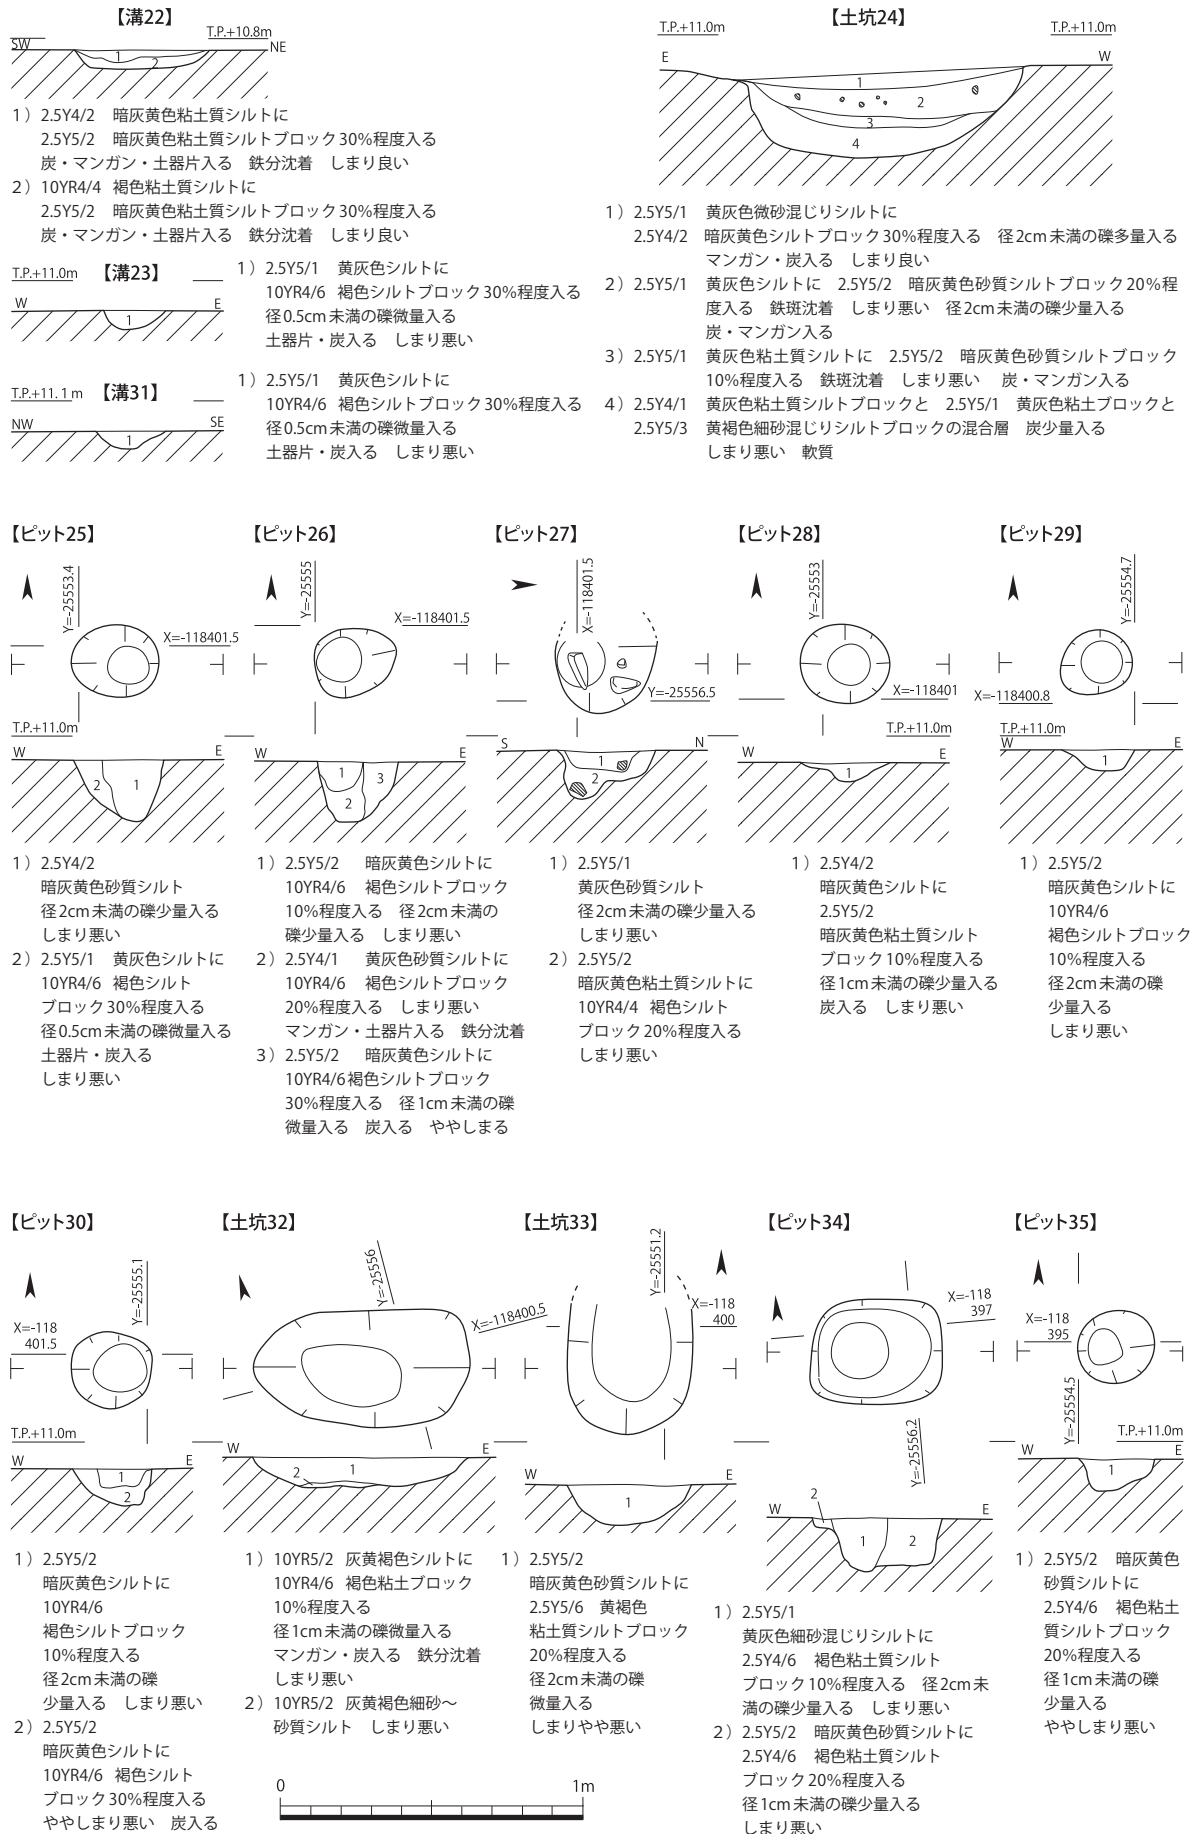 【溝22】
T.P.+10.8m
SW
NE
1
2
1）2.5Y4/2　暗灰黄色粘土質シルトに
2.5Y5/2　暗灰黄色粘土質シルトブロック30%程度入る
炭・マンガン・土器片入る　鉄分沈着　しまり良い
2）10YR4/4　褐色粘土質シルトに
2.5Y5/2　暗灰黄色粘土質シルトブロック30%程度入る
炭・マンガン・土器片入る　鉄分沈着　しまり良い
【土坑24】
T.P.+11.0m
T.P.+11.0m
E
W
1
2
3
4
1）2.5Y5/1　黄灰色微砂混じりシルトに
2.5Y4/2　暗灰黄色シルトブロック30%程度入る　径2cm未満の礫多量入る
マンガン・炭入る　しまり良い
2）2.5Y5/1　黄灰色シルトに　2.5Y5/2　暗灰黄色砂質シルトブロック20%程
度入る　鉄斑沈着　しまり悪い　径2cm未満の礫少量入る
炭・マンガン入る
3）2.5Y5/1　黄灰色粘土質シルトに　2.5Y5/2　暗灰黄色砂質シルトブロック
10%程度入る　鉄斑沈着　しまり悪い　炭・マンガン入る
4）2.5Y4/1　黄灰色粘土質シルトブロックと　2.5Y5/1　黄灰色粘土ブロックと
2.5Y5/3　黄褐色細砂混じりシルトブロックの混合層　炭少量入る
しまり悪い　軟質
T.P.+11.0m
【溝23】
W
E
1
1）2.5Y5/1　黄灰色シルトに
10YR4/6　褐色シルトブロック30%程度入る
径0.5cm未満の礫微量入る
土器片・炭入る　しまり悪い
T.P.+11.1m
【溝31】
NW
SE
1
1）2.5Y5/1　黄灰色シルトに
10YR4/6　褐色シルトブロック30%程度入る
径0.5cm未満の礫微量入る
土器片・炭入る　しまり悪い
【ピット25】
Y=-25553.4
X=-118401.5
T.P.+11.0m
W
E
2
1
1）2.5Y4/2
暗灰黄色砂質シルト
径2cm未満の礫少量入る
しまり悪い
2）2.5Y5/1　黄灰色シルトに
10YR4/6　褐色シルト
ブロック30%程度入る
径0.5cm未満の礫微量入る
土器片・炭入る
しまり悪い
【ピット26】
Y=-25555
X=-118401.5
W
E
1
3
2
1）2.5Y5/2　暗灰黄色シルトに
10YR4/6　褐色シルトブロック
10%程度入る　径2cm未満の
礫少量入る　しまり悪い
2）2.5Y4/1　黄灰色砂質シルトに
10YR4/6　褐色シルトブロック
20%程度入る　しまり悪い
マンガン・土器片入る　鉄分沈着
3）2.5Y5/2　暗灰黄色シルトに
10YR4/6褐色シルトブロック
30%程度入る　径1cm未満の礫
微量入る　炭入る　ややしまる
【ピット27】
X=-118401.5
Y=-25556.5
S
N
1
2
1）2.5Y5/1
黄灰色砂質シルト
径2cm未満の礫少量入る
しまり悪い
2）2.5Y5/2
暗灰黄色粘土質シルトに
10YR4/4　褐色シルト
ブロック20%程度入る
しまり悪い
【ピット28】
Y=-25553
X=-118401
T.P.+11.0m
W
E
1
1）2.5Y4/2
暗灰黄色シルトに
2.5Y5/2
暗灰黄色粘土質シルト
ブロック10%程度入る
径1cm未満の礫少量入る
炭入る　しまり悪い
【ピット29】
Y=-25554.7
X=-118400.8
T.P.+11.0m
W
E
1
1）2.5Y5/2
暗灰黄色シルトに
10YR4/6
褐色シルトブロック
10%程度入る
径2cm未満の礫
少量入る
しまり悪い
【ピット30】
Y=-25555.1
X=-118
401.5
T.P.+11.0m
W
E
1
2
1）2.5Y5/2
暗灰黄色シルトに
10YR4/6
褐色シルトブロック
10%程度入る
径2cm未満の礫
少量入る　しまり悪い
2）2.5Y5/2
暗灰黄色シルトに
10YR4/6　褐色シルト
ブロック30%程度入る
ややしまり悪い　炭入る
【土坑32】
Y=-25556
X=-118400.5
W
E
2
1
1）10YR5/2　灰黄褐色シルトに
10YR4/6　褐色粘土ブロック
10%程度入る
径1cm未満の礫微量入る
マンガン・炭入る　鉄分沈着
しまり悪い
2）10YR5/2　灰黄褐色細砂～
砂質シルト　しまり悪い
【土坑33】
Y=-25551.2
X=-118
400
W
E
1
1）2.5Y5/2
暗灰黄色砂質シルトに
2.5Y5/6　黄褐色
粘土質シルトブロック
20%程度入る
径2cm未満の礫
微量入る
しまりやや悪い
【ピット34】
X=-118
397
Y=-25556.2
W
E
2
1
2
1）2.5Y5/1
黄灰色細砂混じりシルトに
2.5Y4/6　褐色粘土質シルト
ブロック10%程度入る　径2cm未
満の礫少量入る　しまり悪い
2）2.5Y5/2　暗灰黄色砂質シルトに
2.5Y4/6　褐色粘土質シルト
ブロック20%程度入る
径1cm未満の礫少量入る
しまり悪い
【ピット35】
X=-118
395
Y=-25554.5
T.P.+11.0m
W
E
1
1）2.5Y5/2　暗灰黄色
砂質シルトに
2.5Y4/6　褐色粘土
質シルトブロック
20%程度入る
径1cm未満の礫
少量入る
ややしまり悪い
0
1m